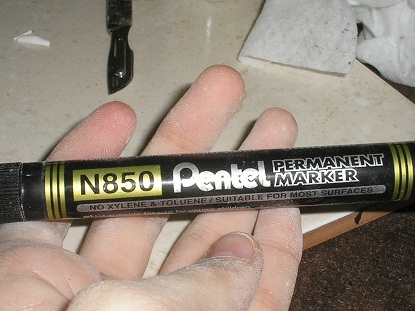 N850 Pentel PERMANENT MARKER
NO XYLENE & TOLUENE / SUITABLE FOR MOST SURFACES